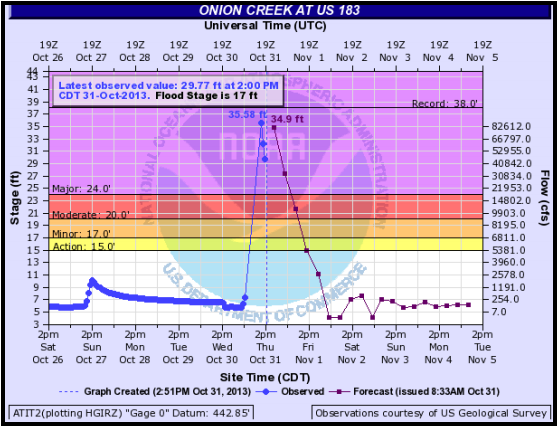 ONION CREEK AT US 183
Universal Time (UTC)
19Z 19Z 19Z 19Z 19Z 19Z 19Z 19Z 19Z 19Z 19Z
Oct 26 Oct 27 Oct 28 Oct 29 Oct 30 Oct 31 Nov 1 Nov 2 Nov 3 Nov 4 Nov 5
Latest observed value: 29.77 ft at 2:00 PM
CDT 31-Oct-2013. Flood Stage is 17 ft
35.58 ft
34.9 ft
Record: 38.0'
Major: 24.0'
Moderate: 20.0'
Minor: 17.0'
Action: 15.0'
Stage (ft)
44
43
41
39
37
35
33
31
29
27
25
23
21
19
17
15
13
11
9
7
5
3
Flow (cfs)
82612.0
66797.0
52955.0
40842.0
30834.0
21953.0
14802.0
9903.0
8195.0
6811.0
5381.0
3960.0
2578.0
1191.0
254.0
7.0
NATIONAL OCEANIC AND ATMOSPHERIC ADMINISTRATION
NOAA
U.S. DEPARTMENT OF COMMERCE
2pm 2pm 2pm 2pm 2pm 2pm 2pm 2pm 2pm 2pm 2pm
Sat Sun Mon Tue Wed Thu Fri Sat Sun Mon Tue
Oct 26 Oct 27 Oct 28 Oct 29 Oct 30 Oct 31 Nov 1 Nov 2 Nov 3 Nov 4 Nov 5
Site Time (CDT)
Graph Created (2:51PM Oct 31, 2013) Observed Forecast (issued 8:33AM Oct 31)
ATIT2(plotting HGIRZ) "Gage 0" Datum: 442.85' Observations courtesy of US Geological Survey